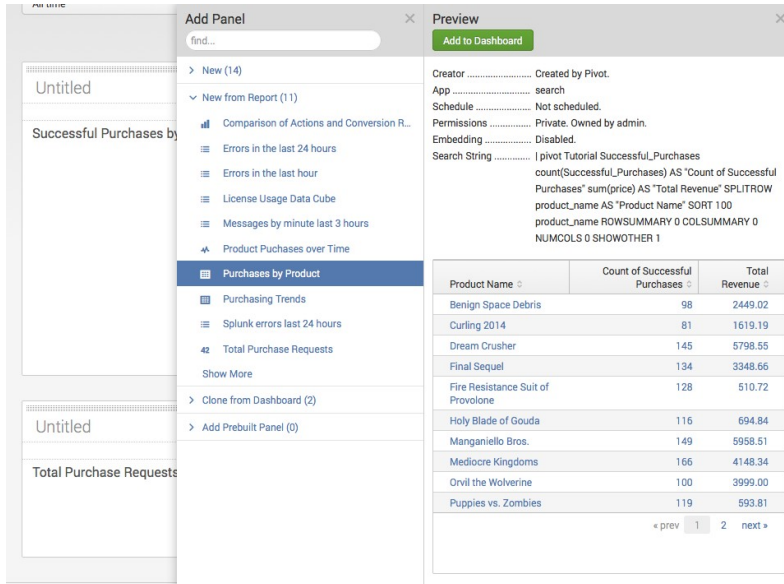 All time
Untitled
Successful Purchases by
Untitled
Total Purchase Requests
Add Panel
find...
New (14)
New from Report (11)
Comparison of Actions and Conversion R...
Errors in the last 24 hours
Errors in the last hour
License Usage Data Cube
Messages by minute last 3 hours
Product Puchases over Time
Purchases by Product
Purchasing Trends
Splunk errors last 24 hours
42 Total Purchase Requests
Show More
Clone from Dashboard (2)
Add Prebuilt Panel (0)
Preview
Add to Dashboard
Creator ........................ Created by Pivot.
App .............................. search
Schedule ..................... Not scheduled.
Permissions ................ Private. Owned by admin.
Embedding .................. Disabled.
Search String .............. | pivot Tutorial Successful_Purchases
count(Successful_Purchases) AS "Count of Successful
Purchases" sum(price) AS "Total Revenue" SPLITROW
product_name AS "Product Name" SORT 100
product_name ROWSUMMARY 0 COLSUMMARY 0
NUMCOLS 0 SHOWOTHER 1
Count of Successful Total
Product Name Purchases Revenue
Benign Space Debris 98 2449.02
Curling 2014 81 1619.19
Dream Crusher 145 5798.55
Final Sequel 134 3348.66
Fire Resistance Suit of 128 510.72
Provolone
Holy Blade of Gouda 116 694.84
Manganiello Bros. 149 5958.51
Mediocre Kingdoms 166 4148.34
Orvil the Wolverine 100 3999.00
Puppies vs. Zombies 119 593.81
« prev 1 2 next »